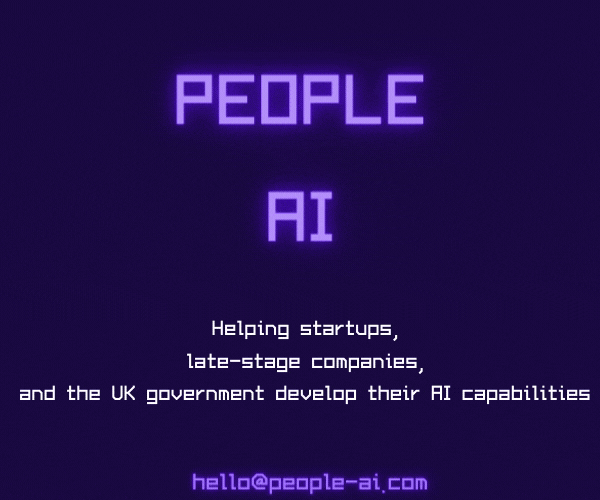 PEOPLE
AI
Helping startups,
late-stage companies,
and the UK government develop their AI capabilities
hello@people-ai.com